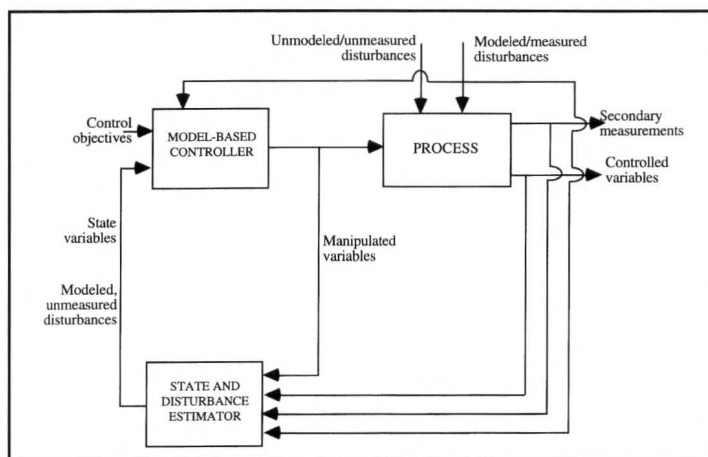 Unmodeled/unmeasured
disturbances
Modeled/measured
disturbances
Control
objectives
MODEL-BASED
CONTROLLER
PROCESS
Secondary
measurements
Controlled
variables
State
variables
Manipulated
variables
Modeled,
unmeasured
disturbances
STATE AND
DISTURBANCE
ESTIMATOR